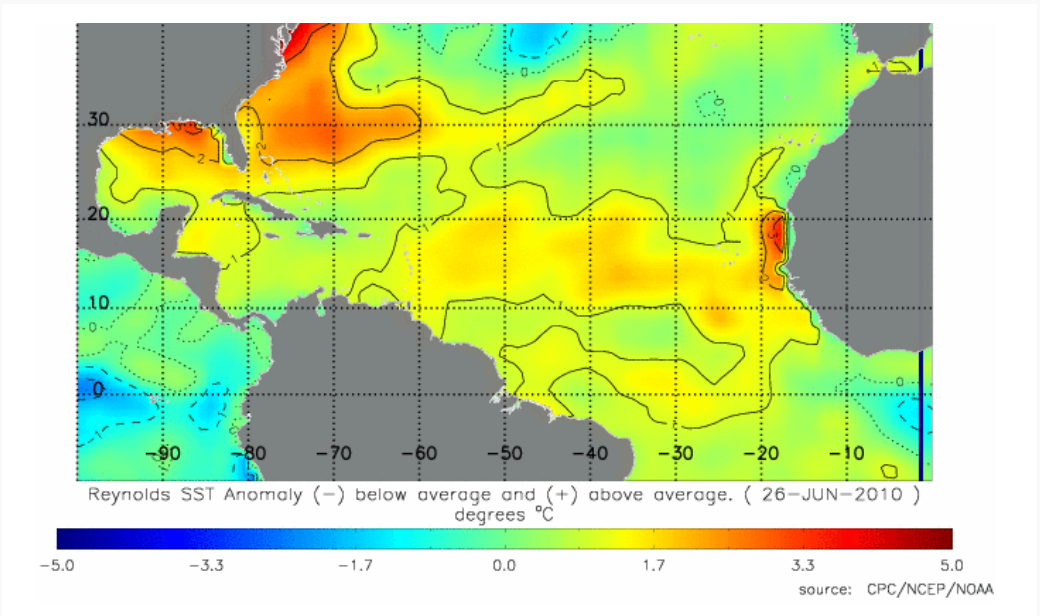 30
20
10
0
-90 -80 -70 -60 -50 -40 -30 -20 -10
Reynolds SST Anomaly (-) below average and (+) above average. ( 26-JUN-2010 )
degrees °C
-5.0 -3.3 -1.7 0.0 1.7 3.3 5.0
source: CPC/NCEP/NOAA